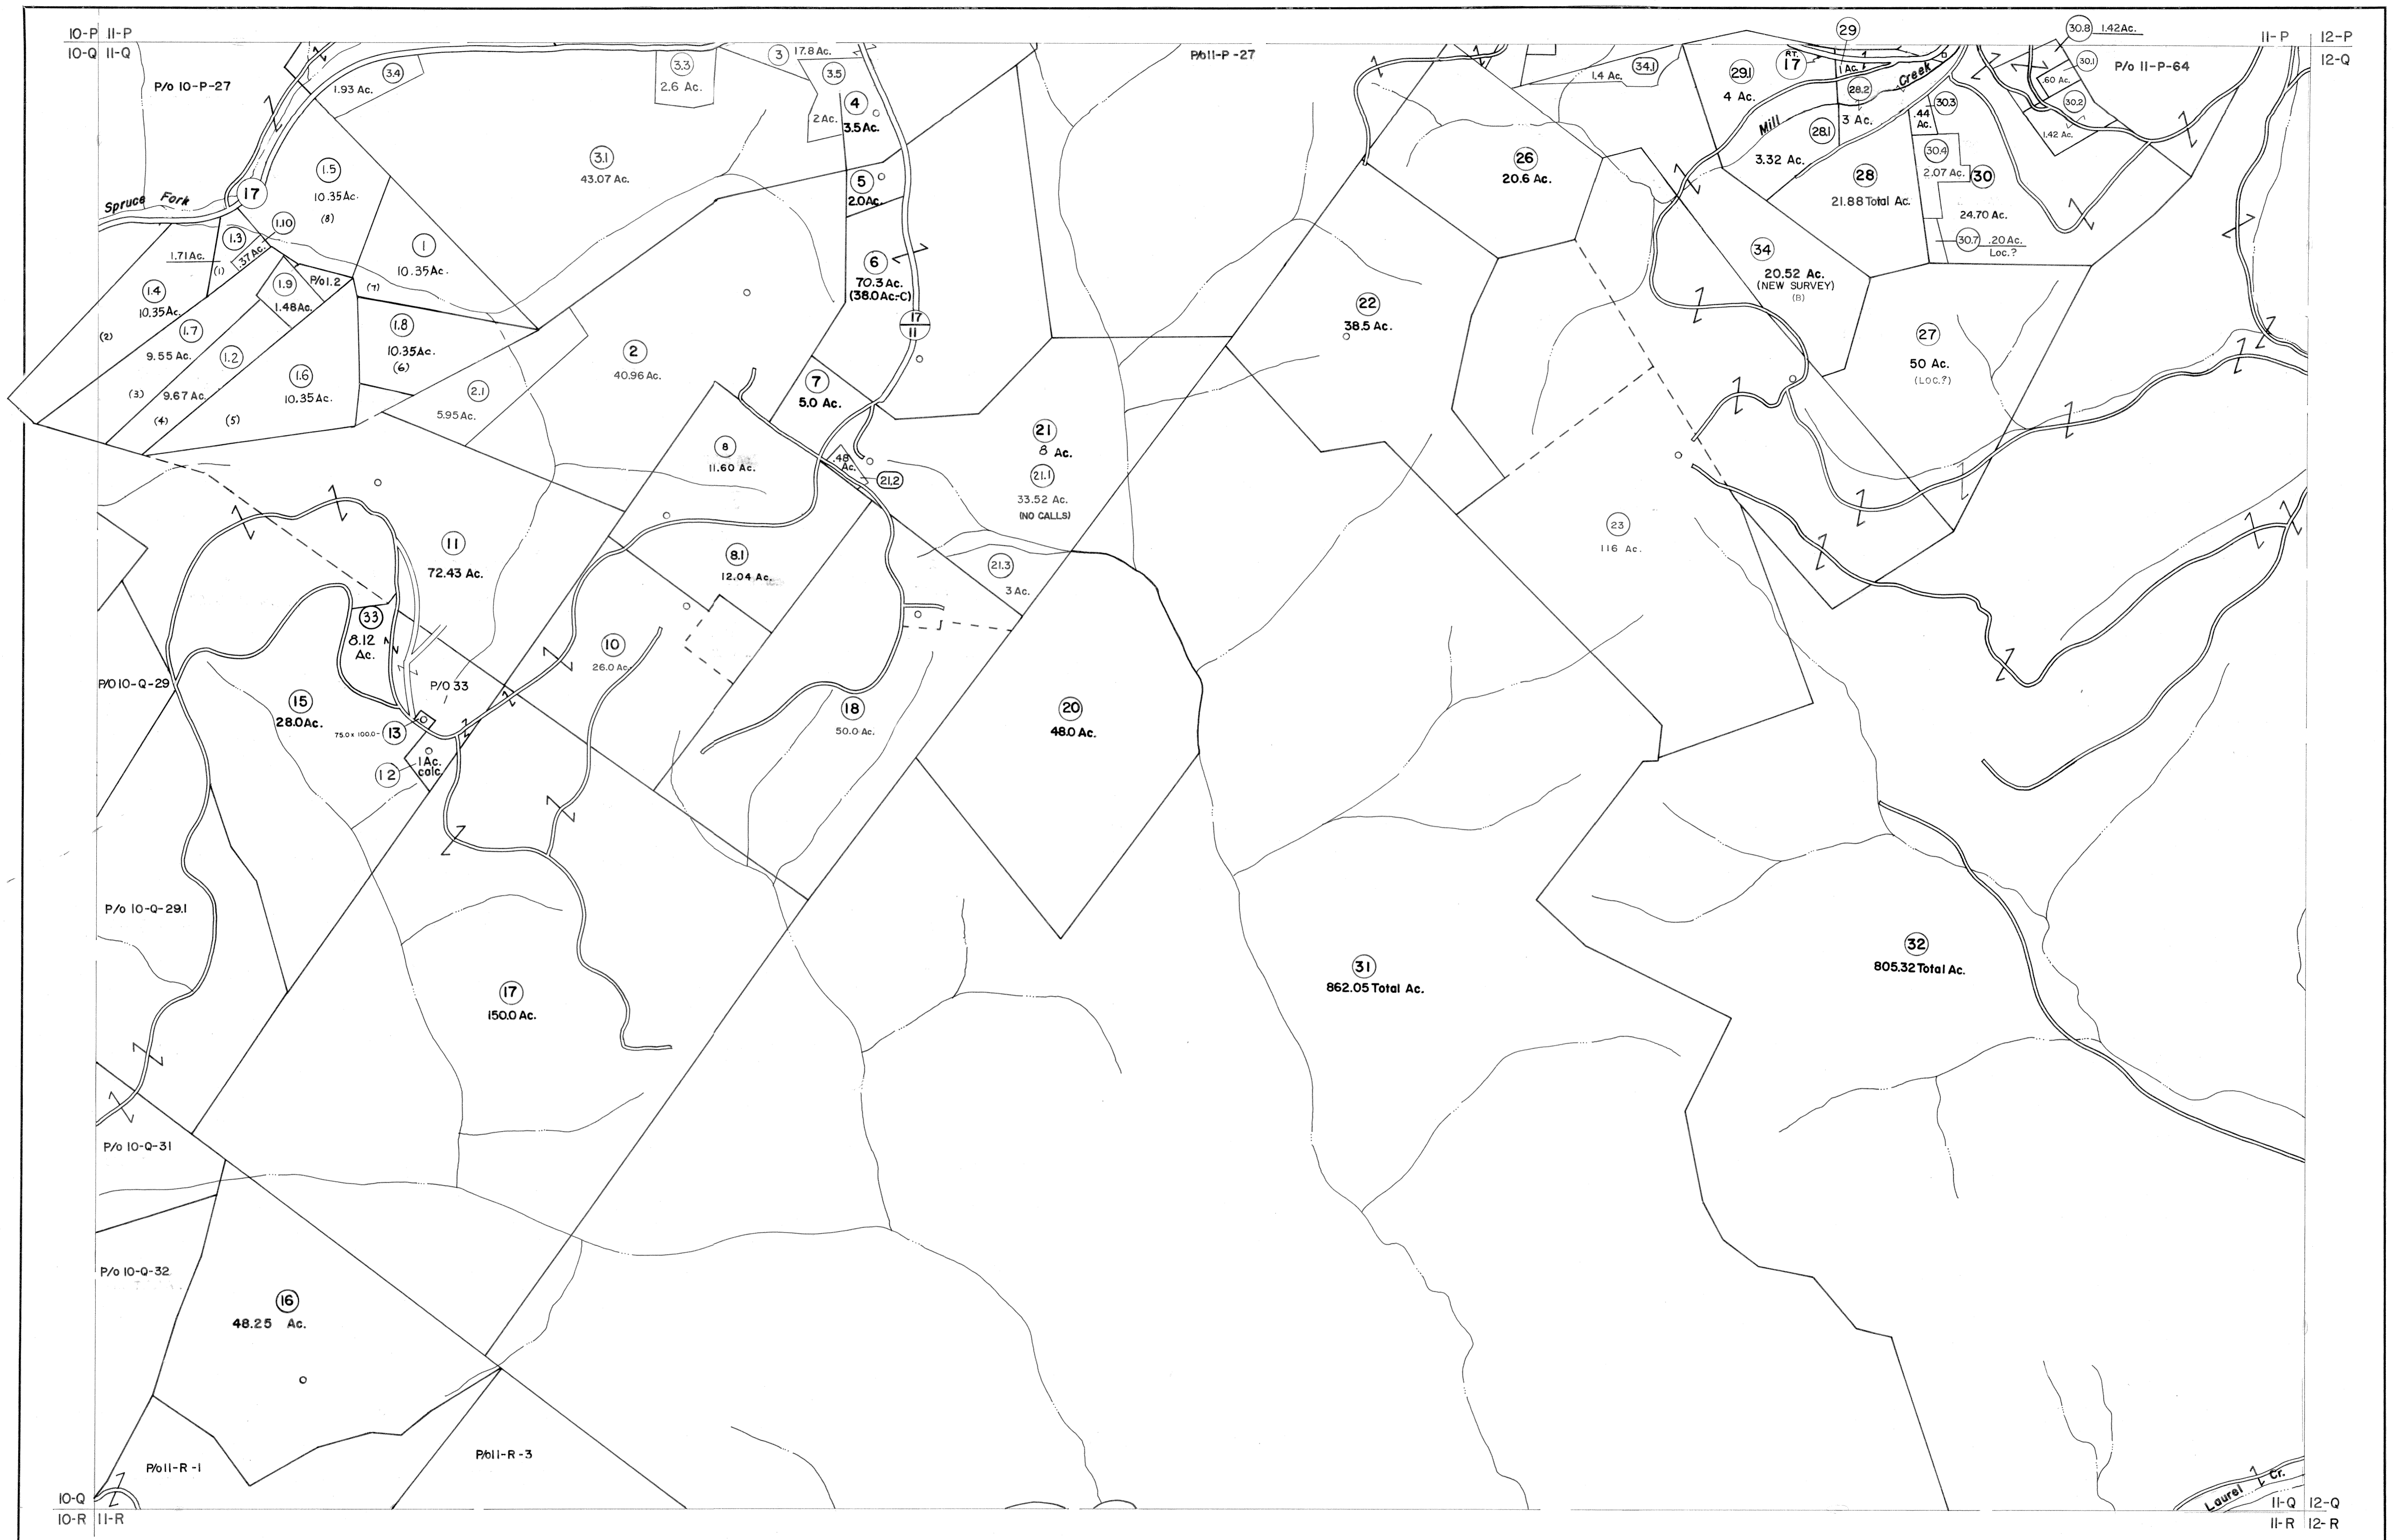 10-P 11-P
10-Q 11-Q
P/o 10-P-27
3.4
1.93 Ac.
3.3
2.6 Ac.
3
17.8 Ac.
3.5
2 Ac.
4
3.5 Ac.
P/o 11-P-27
34.1
1.4 Ac.
29
RT. 17
1 Ac.
29.1
4 Ac.
28.2
3 Ac.
Mill Creek
28.1
3.32 Ac.
30.8
1.42 Ac.
30.1
.60 Ac.
30.2
1.42 Ac.
P/o 11-P-64
11-P 12-P
12-Q
30.3
.44 Ac.
30.4
2.07 Ac.
30
24.70 Ac.
30.7
.20 Ac.
Loc.?
28
21.88 Total Ac.
26
20.6 Ac.
3.1
43.07 Ac.
1.5
10.35 Ac.
(8)
Spruce Fork
17
1.10
.37 Ac.
1.3
1.71 Ac.
(1)
1
10.35 Ac.
(7)
5
2.0 Ac.
6
70.3 Ac.
(38.0 Ac.-C)
17
11
1.4
10.35 Ac.
(2)
1.9
1.48 Ac.
P/o 1.2
1.7
9.55 Ac.
(3)
1.2
9.67 Ac.
(4)
1.8
10.35 Ac.
(6)
1.6
10.35 Ac.
(5)
2
40.96 Ac.
2.1
5.95 Ac.
7
5.0 Ac.
22
38.5 Ac.
34
20.52 Ac.
(NEW SURVEY)
(B)
27
50 Ac.
(LOC.?)
8
11.60 Ac.
.48 Ac.
21.2
21
8 Ac.
21.1
33.52 Ac.
(NO CALLS)
23
116 Ac.
11
72.43 Ac.
8.1
12.04 Ac.
21.3
3 Ac.
33
8.12 Ac.
10
26.0 Ac.
P/O 10-Q-29
P/O 33
15
28.0 Ac.
75.0 x 100.0-
13
12
1 Ac.
calc.
18
50.0 Ac.
20
48.0 Ac.
P/o 10-Q-29.1
17
150.0 Ac.
31
862.05 Total Ac.
32
805.32 Total Ac.
P/o 10-Q-31
P/o 10-Q-32
16
48.25 Ac.
P/o 11-R-1
P/o 11-R-3
Laurel Cr.
10-Q
10-R 11-R
11-Q 12-Q
11-R 12-R